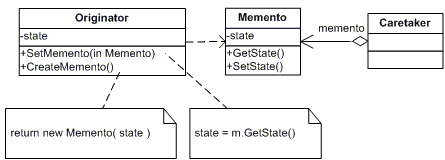 Originator
-state
+SetMemento(in Memento)
+CreateMemento()
Memento
-state
+GetState()
+SetState()
memento
Caretaker
return new Memento( state )
state = m.GetState()